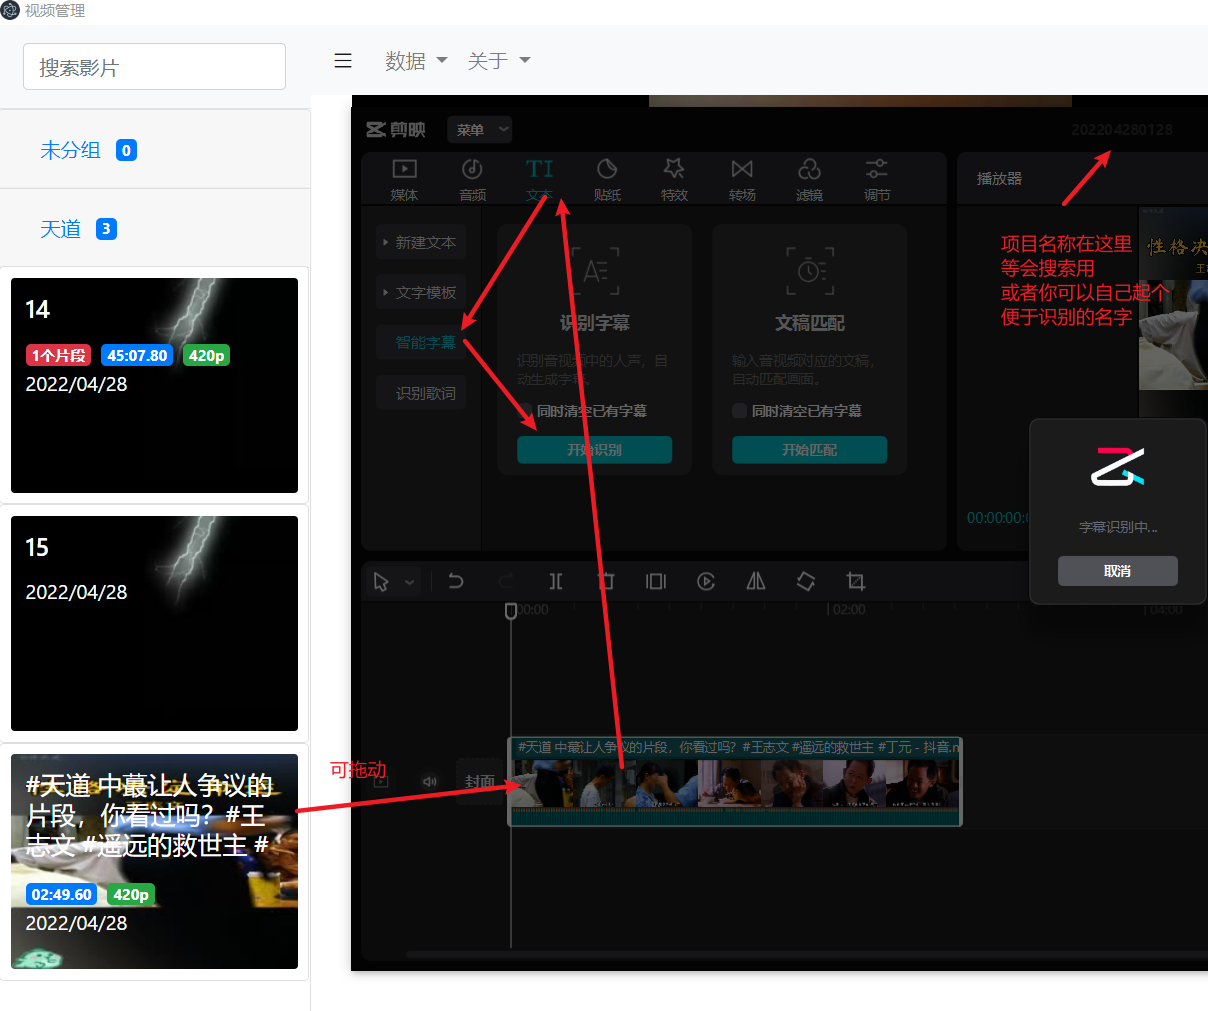 视频管理
搜索影片
数据
关于
未分组 0
天道 3
14
1个片段 45:07.80 420p
2022/04/28
15
2022/04/28
#天道 中蕞让人争议的
片段，你看过吗？#王
志文 #遥远的救世主 #
02:49.60 420p
2022/04/28
剪映
菜单
202204280128
媒体
音频
TI
文本
贴纸
特效
转场
滤镜
调节
播放器
新建文本
文字模板
智能字幕
识别歌词
识别字幕
识别音视频中的人声，自
动生成字幕。
同时清空已有字幕
开始识别
文稿匹配
输入音视频对应的文稿，
自动匹配画面。
同时清空已有字幕
开始匹配
项目名称在这里
等会搜索用
或者你可以自己起个
便于识别的名字
性格决
字幕识别中...
取消
00:00
02:00
04:00
可拖动
封面
#天道 中蕞让人争议的片段，你看过吗？#王志文 #遥远的救世主 #丁元 - 抖音.m